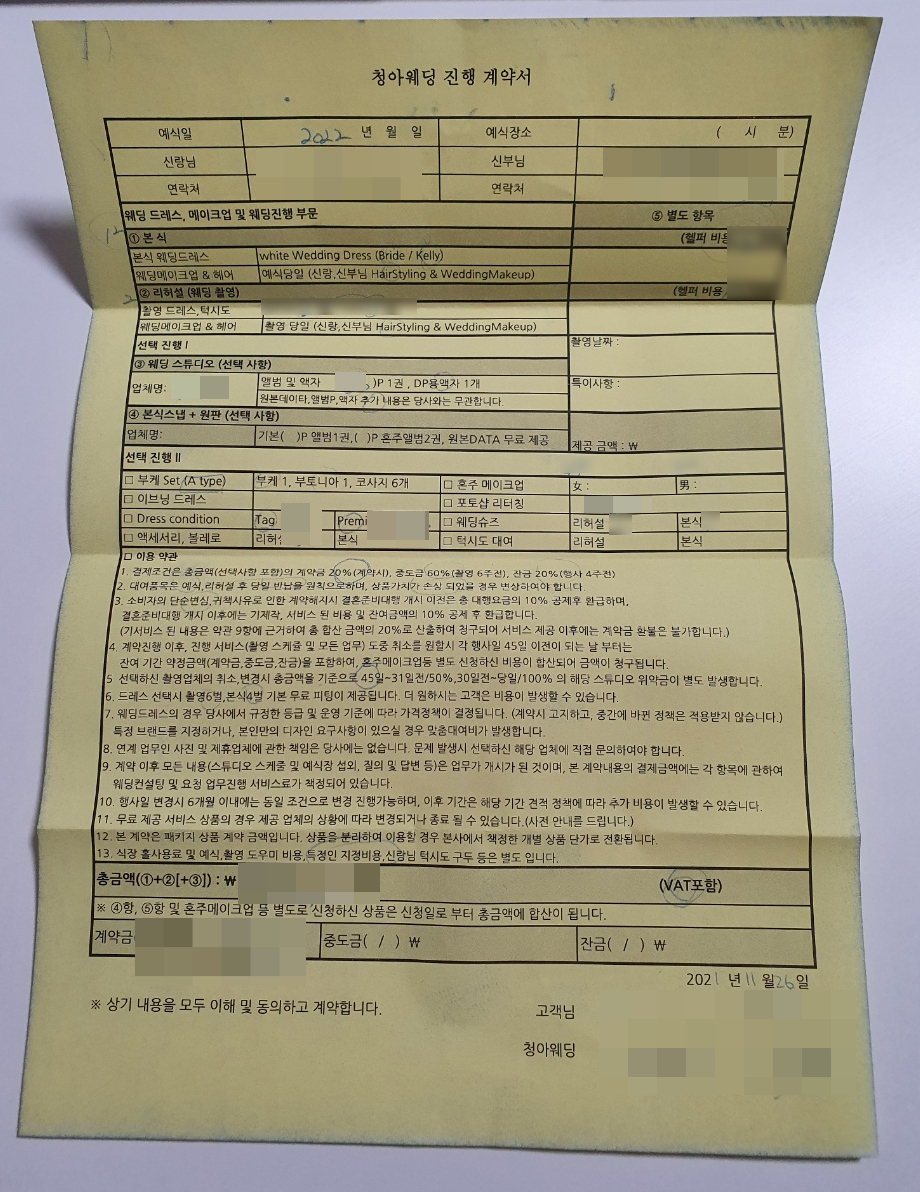 청아웨딩 진행 계약서
예식일 2022 년 월 일 예식장소 ( 시 분)
신랑님 신부님
연락처 연락처
웨딩 드레스, 메이크업 및 웨딩진행 부문 ⑤ 별도 항목
① 본 식 (헬퍼 비용
본식 웨딩드레스 white Wedding Dress (Bride / Kelly)
웨딩메이크업 & 헤어 예식당일 (신랑,신부님 HairStyling & WeddingMakeup)
② 리허설 (웨딩 촬영) (헬퍼 비용
촬영 드레스,턱시도
웨딩메이크업 & 헤어 촬영 당일 (신랑,신부님 HairStyling & WeddingMakeup)
선택 진행 Ⅰ 촬영날짜 :
③ 웨딩 스튜디오 (선택 사항)
업체명: 앨범 및 액자 )P 1권 , DP용액자 1개 특이사항 :
원본데이타,앨범P,액자 추가 내용은 당사와는 무관합니다.
④ 본식스냅 + 원판 (선택 사항)
업체명: 기본( )P 앨범1권,( )P 혼주앨범2권, 원본DATA 무료 제공 제공 금액 : ₩
선택 진행 Ⅱ
□ 부케 Set (A type) 부케 1, 부토니아 1, 코사지 6개 □ 혼주 메이크업 女 : 男 :
□ 이브닝 드레스 □ 포토샵 리터칭
□ Dress condition Tag Premi □ 웨딩슈즈 리허설 본식
□ 액세서리, 볼레로 리허 본식 □ 턱시도 대여 리허설 본식
□ 이용 약관
1. 결제조건은 총금액(선택사항 포함)의 계약금 20%(계약시), 중도금 60%(촬영 6주전), 잔금 20%(행사 4주전)
2. 대여품목은 예식,리허설 후 당일 반납을 원칙으로하며, 상품가치가 손상 되었을 경우 변상하여야 합니다.
3. 소비자의 단순변심,귀책사유로 인한 계약해지시 결혼준비대행 개시 이전은 총 대행요금의 10% 공제후 환급하며,
결혼준비대행 개시 이후에는 기제작, 서비스 된 비용 및 잔여금액의 10% 공제 후 환급합니다.
(기서비스 된 내용은 약관 9항에 근거하여 총 합산 금액의 20%로 산출하여 청구되어 서비스 제공 이후에는 계약금 환불은 불가합니다.)
4. 계약진행 이후, 진행 서비스(촬영 스케쥴 및 모든 업무) 도중 취소를 원할시 각 행사일 45일 이전이 되는 날 부터는
잔여 기간 약정금액(계약금,중도금,잔금)을 포함하여, 혼주메이크업등 별도 신청하신 비용이 합산되어 금액이 청구됩니다.
5 선택하신 촬영업체의 취소,변경시 총금액을 기준으로 45일~31일전/50%,30일전~당일/100% 의 해당 스튜디오 위약금이 별도 발생합니다.
6. 드레스 선택시 촬영6벌,본식4벌 기본 무료 피팅이 제공됩니다. 더 원하시는 고객은 비용이 발생할 수 있습니다.
7. 웨딩드레스의 경우 당사에서 규정한 등급 및 운영 기준에 따라 가격정책이 결정됩니다. (계약시 고지하고, 중간에 바뀐 정책은 적용받지 않습니다.)
특정 브랜드를 지정하거나, 본인만의 디자인 요구사항이 있으실 경우 맞춤대여비가 발생합니다.
8. 연계 업무인 사진 및 제휴업체에 관한 책임은 당사에는 없습니다. 문제 발생시 선택하신 해당 업체에 직접 문의하여야 합니다.
9. 계약 이후 모든 내용(스튜디오 스케줄 및 예식장 섭외, 질의 및 답변 등)은 업무가 개시가 된 것이며, 본 계약내용의 결제금액에는 각 항목에 관하여
웨딩컨설팅 및 요청 업무진행 서비스료가 책정되어 있습니다.
10. 행사일 변경시 6개월 이내에는 동일 조건으로 변경 진행가능하며, 이후 기간은 해당 기간 견적 정책에 따라 추가 비용이 발생할 수 있습니다.
11. 무료 제공 서비스 상품의 경우 제공 업체의 상황에 따라 변경되거나 종료 될 수 있습니다.(사전 안내를 드립니다.)
12. 본 계약은 패키지 상품 계약 금액입니다. 상품을 분리하여 이용할 경우 본사에서 책정한 개별 상품 단가로 전환됩니다.
13. 식장 홀사용료 및 예식,촬영 도우미 비용,특정인 지정비용,신랑님 턱시도 구두 등은 별도 입니다.
총금액(①+②[+③]) : ₩ (VAT포함)
※ ④항, ⑤항 및 혼주메이크업 등 별도로 신청하신 상품은 신청일로 부터 총금액에 합산이 됩니다.
계약금 중도금( / ) ₩ 잔금( / ) ₩
2021 년 11 월 26 일
※ 상기 내용을 모두 이해 및 동의하고 계약합니다. 고객님
청아웨딩